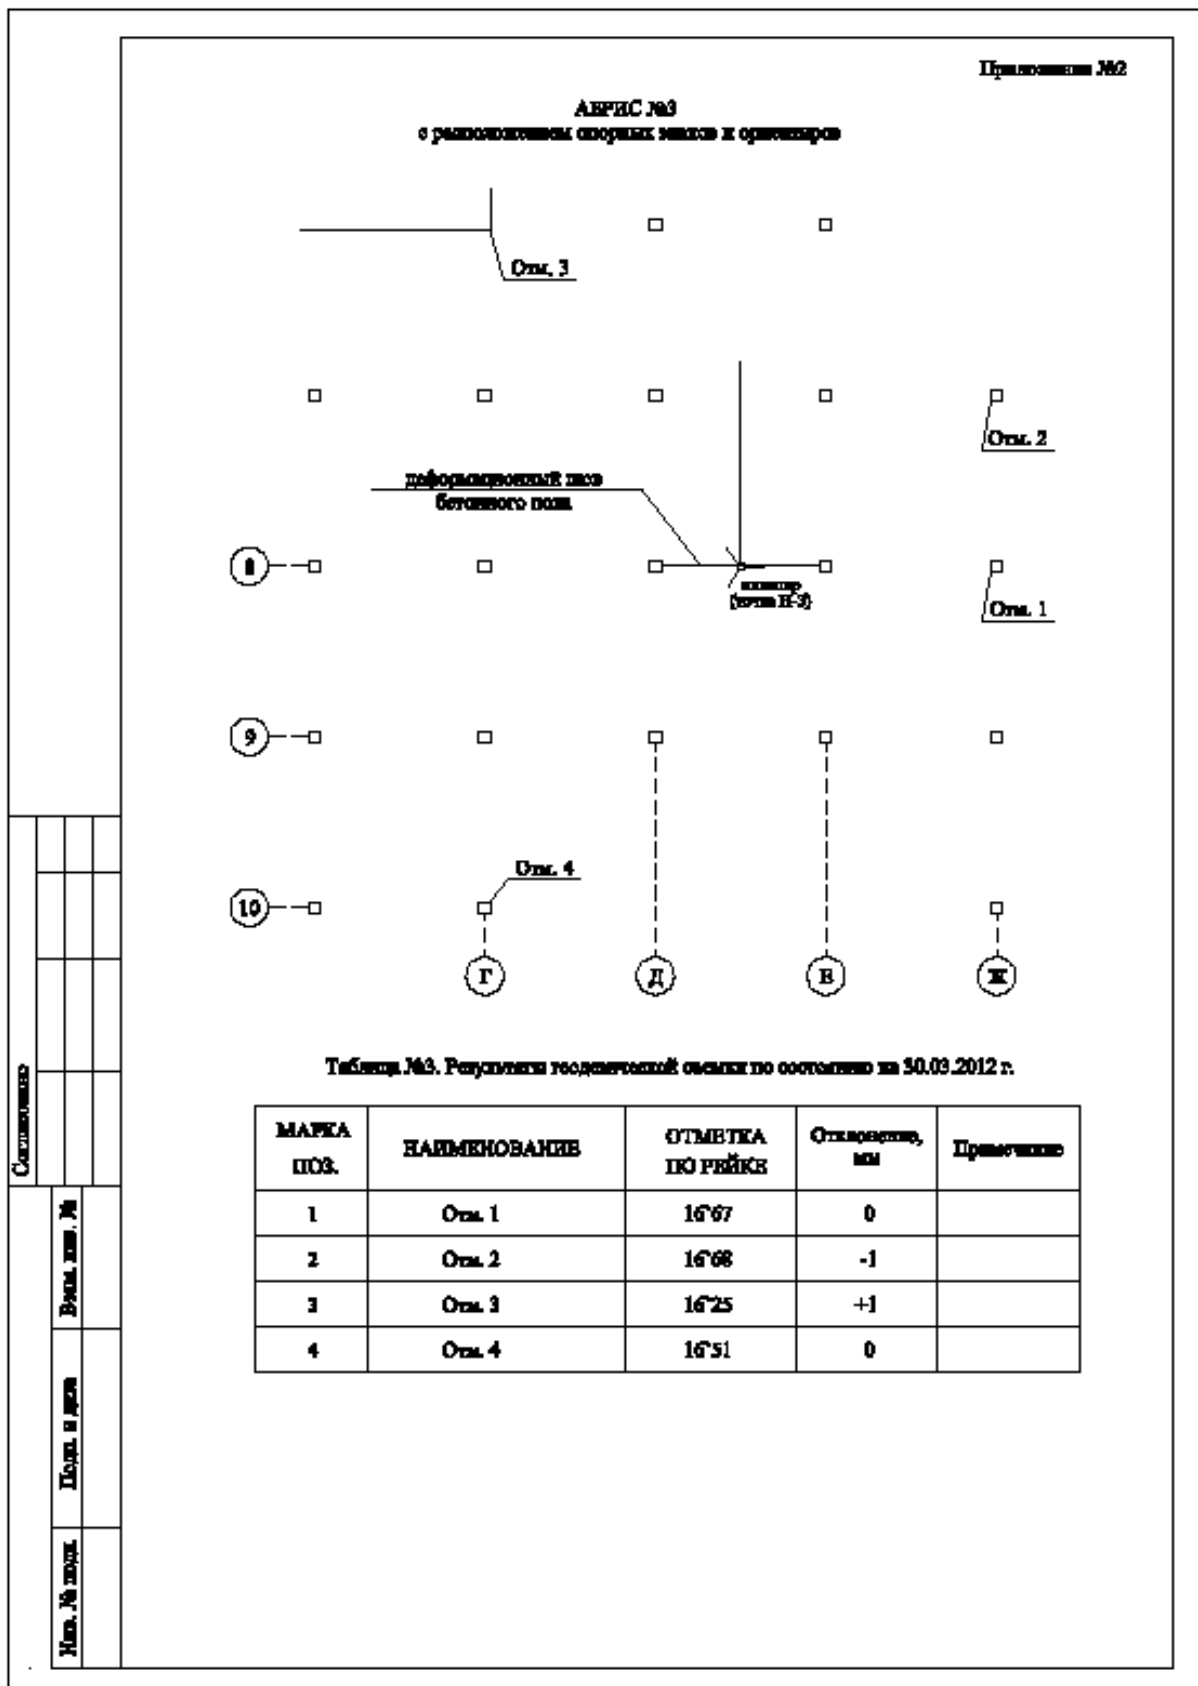 Приложение №2
АБРИС №3
с расположением опорных знаков и ориентиров
Отм. 3
Отм. 2
деформационный шов
бетонного пола
8
нивелир
(точка Н-3)
Отм. 1
9
Отм. 4
10
Г
Д
Е
Ж
Таблица №3. Результаты геодезической съемки по состоянию на 30.03.2012 г.
МАРКА ПОЗ.
НАИМЕНОВАНИЕ
ОТМЕТКА ПО РЕЙКЕ
Отклонение, мм
Примечание
1 Отм. 1 16"67 0
2 Отм. 2 16"68 -1
3 Отм. 3 16"25 +1
4 Отм. 4 16"51 0
Согласовано
Взам. инв. №
Подп. и дата
Инв. № подл.